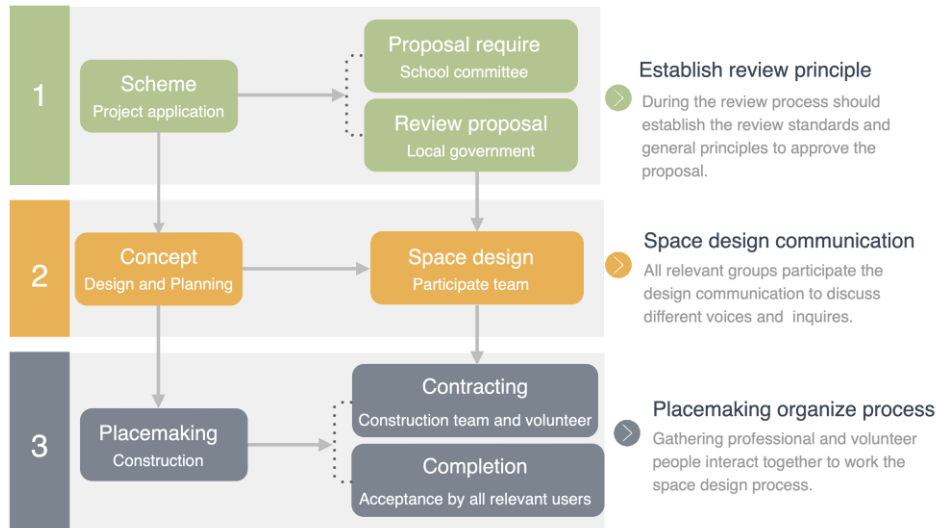 1
Scheme
Project application
Proposal require
School committee
Review proposal
Local government
Establish review principle
During the review process should
establish the review standards and
general principles to approve the
proposal.
2
Concept
Design and Planning
Space design
Participate team
Space design communication
All relevant groups participate the
design communication to discuss
different voices and inquires.
3
Placemaking
Construction
Contracting
Construction team and volunteer
Completion
Acceptance by all relevant users
Placemaking organize process
Gathering professional and volunteer
people interact together to work the
space design process.